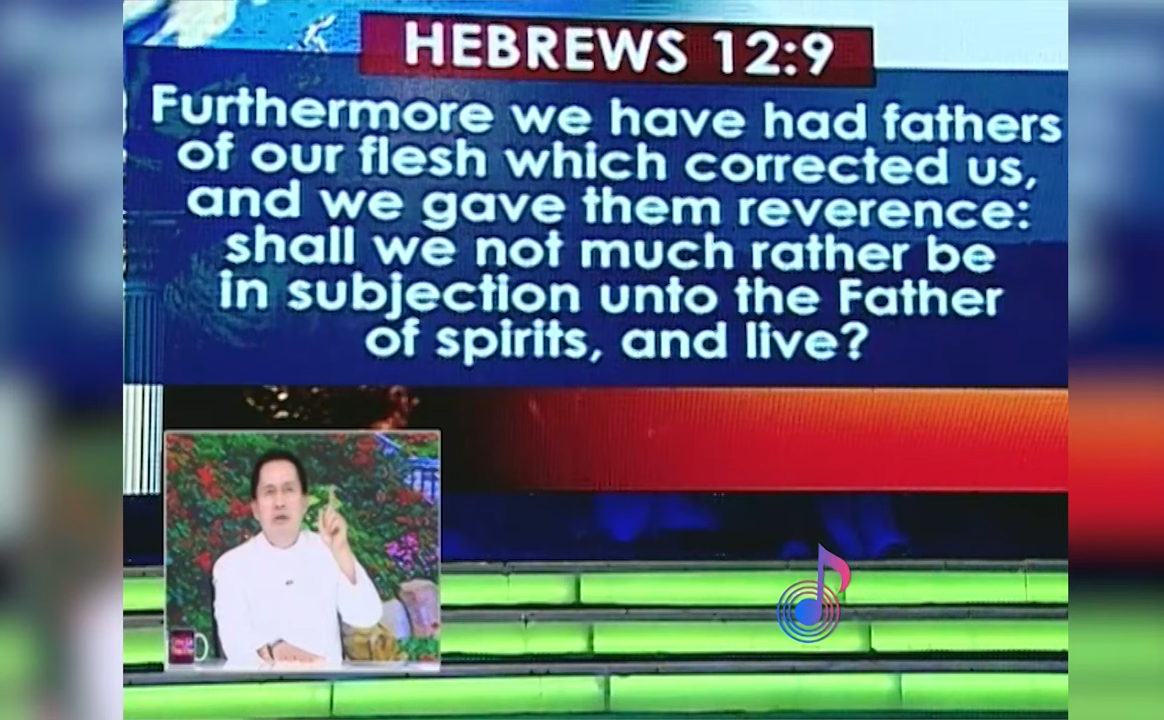 HEBREWS 12:9
Furthermore we have had fathers
of our flesh which corrected us,
and we gave them reverence:
shall we not much rather be
in subjection unto the Father
of spirits, and live?